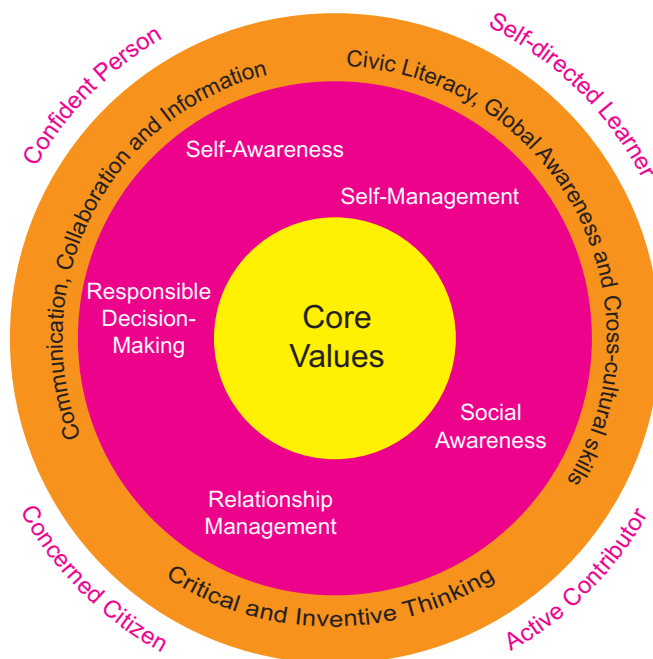 Confident Person
Self-directed Learner
Communication, Collaboration and Information
Civic Literacy, Global Awareness and Cross-cultural skills
Self-Awareness
Self-Management
Responsible
Decision-
Making
Core
Values
Social
Awareness
Relationship
Management
Critical and Inventive Thinking
Concerned Citizen
Active Contributor